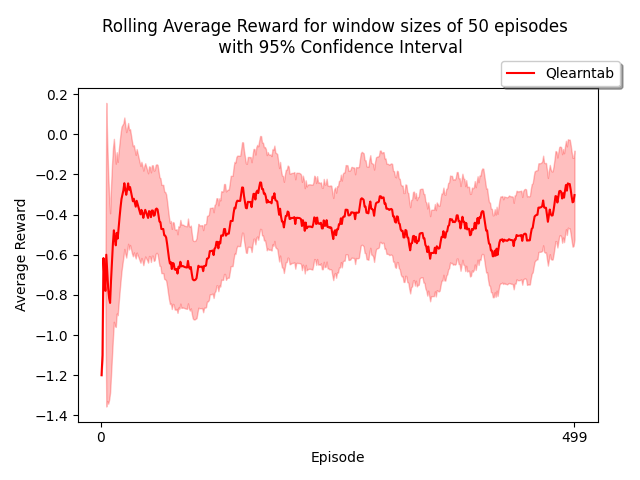 Rolling Average Reward for window sizes of 50 episodes
with 95% Confidence Interval
Qlearntab
0.2
0.0
−0.2
−0.4
−0.6
−0.8
−1.0
−1.2
−1.4
Average Reward
0
499
Episode